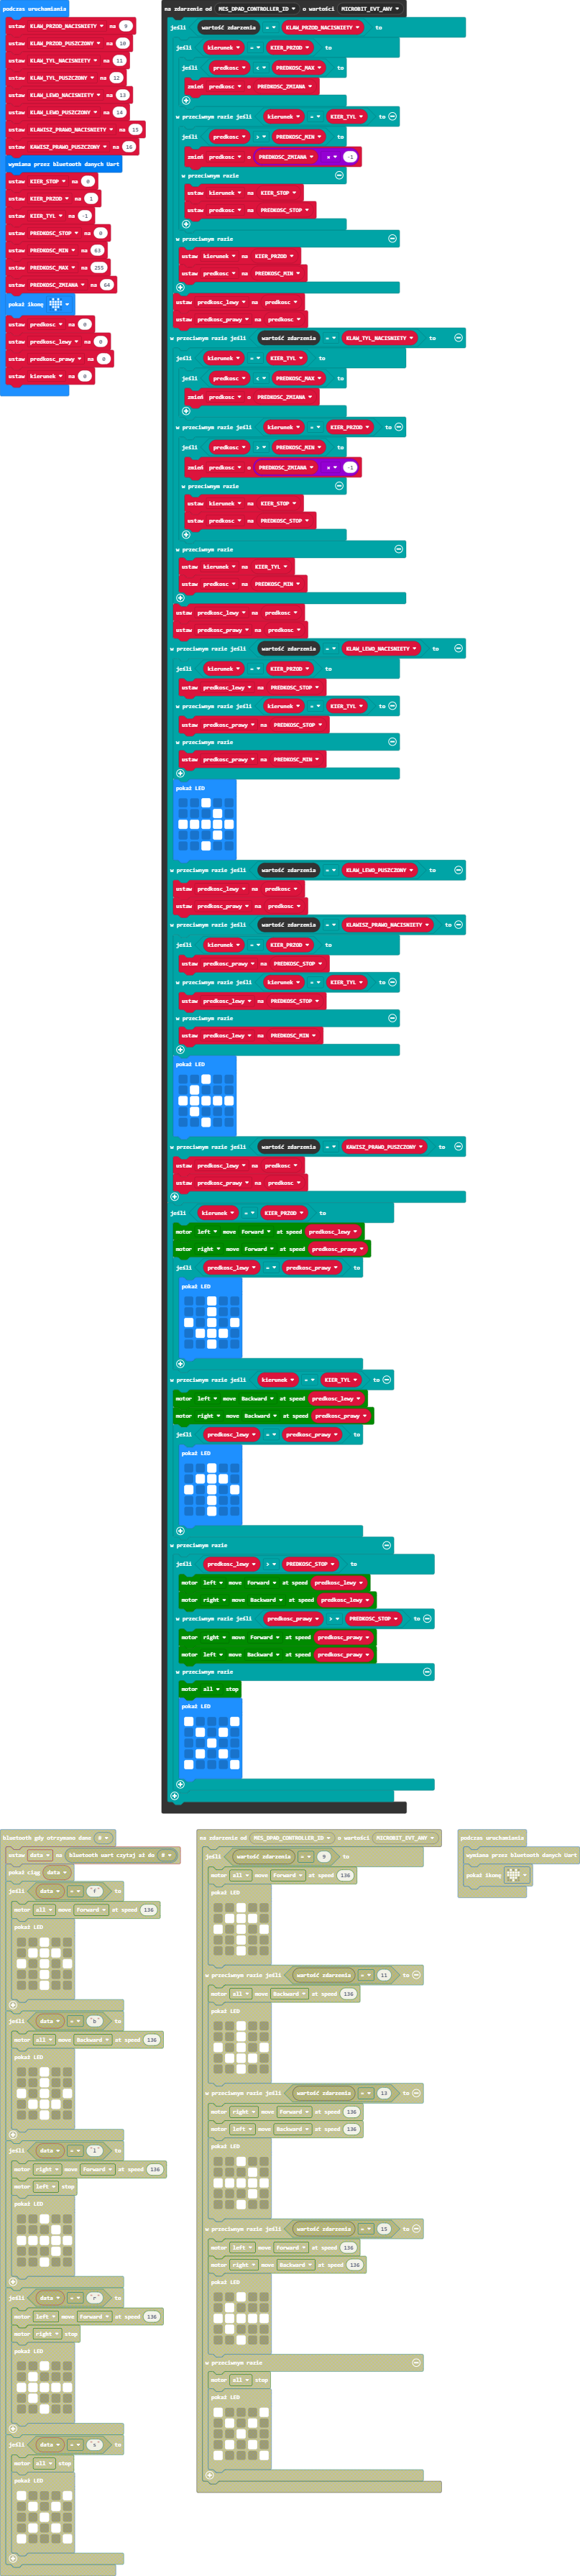 podczas uruchamiania
ustaw KLAW_PRZOD_NACISNIETY na 9
ustaw KLAW_PRZOD_PUSZCZONY na 10
ustaw KLAW_TYL_NACISNIETY na 11
ustaw KLAW_TYL_PUSZCZONY na 12
ustaw KLAW_LEWO_NACISNIETY na 13
ustaw KLAW_LEWO_PUSZCZONY na 14
ustaw KLAWISZ_PRAWO_NACISNIETY na 15
ustaw KAWISZ_PRAWO_PUSZCZONY na 16
wymiana przez bluetooth danych Uart
ustaw KIER_STOP na 0
ustaw KIER_PRZOD na 1
ustaw KIER_TYL na -1
ustaw PREDKOSC_STOP na 0
ustaw PREDKOSC_MIN na 63
ustaw PREDKOSC_MAX na 255
ustaw PREDKOSC_ZMIANA na 64
pokaż ikonę
ustaw predkosc na 0
ustaw predkosc_lewy na 0
ustaw predkosc_prawy na 0
ustaw kierunek na 0
na zdarzenie od MES_DPAD_CONTROLLER_ID o wartości MICROBIT_EVT_ANY
jeśli wartość zdarzenia = KLAW_PRZOD_NACISNIETY to
jeśli kierunek = KIER_PRZOD to
jeśli predkosc < PREDKOSC_MAX to
zmień predkosc o PREDKOSC_ZMIANA
w przeciwnym razie jeśli kierunek = KIER_TYL to
jeśli predkosc > PREDKOSC_MIN to
zmień predkosc o PREDKOSC_ZMIANA x -1
w przeciwnym razie
ustaw kierunek na KIER_STOP
ustaw predkosc na PREDKOSC_STOP
w przeciwnym razie
ustaw kierunek na KIER_PRZOD
ustaw predkosc na PREDKOSC_MIN
ustaw predkosc_lewy na predkosc
ustaw predkosc_prawy na predkosc
w przeciwnym razie jeśli wartość zdarzenia = KLAW_TYL_NACISNIETY to
jeśli kierunek = KIER_TYL to
jeśli predkosc < PREDKOSC_MAX to
zmień predkosc o PREDKOSC_ZMIANA
w przeciwnym razie jeśli kierunek = KIER_PRZOD to
jeśli predkosc > PREDKOSC_MIN to
zmień predkosc o PREDKOSC_ZMIANA x -1
w przeciwnym razie
ustaw kierunek na KIER_STOP
ustaw predkosc na PREDKOSC_STOP
w przeciwnym razie
ustaw kierunek na KIER_TYL
ustaw predkosc na PREDKOSC_MIN
ustaw predkosc_lewy na predkosc
ustaw predkosc_prawy na predkosc
w przeciwnym razie jeśli wartość zdarzenia = KLAW_LEWO_NACISNIETY to
jeśli kierunek = KIER_PRZOD to
ustaw predkosc_lewy na PREDKOSC_STOP
w przeciwnym razie jeśli kierunek = KIER_TYL to
ustaw predkosc_prawy na PREDKOSC_STOP
w przeciwnym razie
ustaw predkosc_prawy na PREDKOSC_MIN
pokaż LED
w przeciwnym razie jeśli wartość zdarzenia = KLAW_LEWO_PUSZCZONY to
ustaw predkosc_lewy na predkosc
ustaw predkosc_prawy na predkosc
w przeciwnym razie jeśli wartość zdarzenia = KLAWISZ_PRAWO_NACISNIETY to
jeśli kierunek = KIER_PRZOD to
ustaw predkosc_prawy na PREDKOSC_STOP
w przeciwnym razie jeśli kierunek = KIER_TYL to
ustaw predkosc_lewy na PREDKOSC_STOP
w przeciwnym razie
ustaw predkosc_lewy na PREDKOSC_MIN
pokaż LED
w przeciwnym razie jeśli wartość zdarzenia = KAWISZ_PRAWO_PUSZCZONY to
ustaw predkosc_lewy na predkosc
ustaw predkosc_prawy na predkosc
jeśli kierunek = KIER_PRZOD to
motor left move Forward at speed predkosc_lewy
motor right move Forward at speed predkosc_prawy
jeśli predkosc_lewy = predkosc_prawy to
pokaż LED
w przeciwnym razie jeśli kierunek = KIER_TYL to
motor left move Backward at speed predkosc_lewy
motor right move Backward at speed predkosc_prawy
jeśli predkosc_lewy = predkosc_prawy to
pokaż LED
w przeciwnym razie
jeśli predkosc_lewy > PREDKOSC_STOP to
motor left move Forward at speed predkosc_lewy
motor right move Backward at speed predkosc_lewy
w przeciwnym razie jeśli predkosc_prawy > PREDKOSC_STOP to
motor right move Forward at speed predkosc_prawy
motor left move Backward at speed predkosc_prawy
w przeciwnym razie
motor all stop
pokaż LED
bluetooth gdy otrzymano dane #
ustaw data na bluetooth uart czytaj aż do #
pokaż ciąg data
jeśli data = "f" to
motor all move Forward at speed 136
pokaż LED
jeśli data = "b" to
motor all move Backward at speed 136
pokaż LED
jeśli data = "l" to
motor right move Forward at speed 136
motor left stop
pokaż LED
jeśli data = "r" to
motor left move Forward at speed 136
motor right stop
pokaż LED
jeśli data = "s" to
motor all stop
pokaż LED
na zdarzenie od MES_DPAD_CONTROLLER_ID o wartości MICROBIT_EVT_ANY
jeśli wartość zdarzenia = 9 to
motor all move Forward at speed 136
pokaż LED
w przeciwnym razie jeśli wartość zdarzenia = 11 to
motor all move Backward at speed 136
pokaż LED
w przeciwnym razie jeśli wartość zdarzenia = 13 to
motor right move Forward at speed 136
motor left move Backward at speed 136
pokaż LED
w przeciwnym razie jeśli wartość zdarzenia = 15 to
motor left move Forward at speed 136
motor right move Backward at speed 136
pokaż LED
w przeciwnym razie
motor all stop
pokaż LED
podczas uruchamiania
wymiana przez bluetooth danych Uart
pokaż ikonę